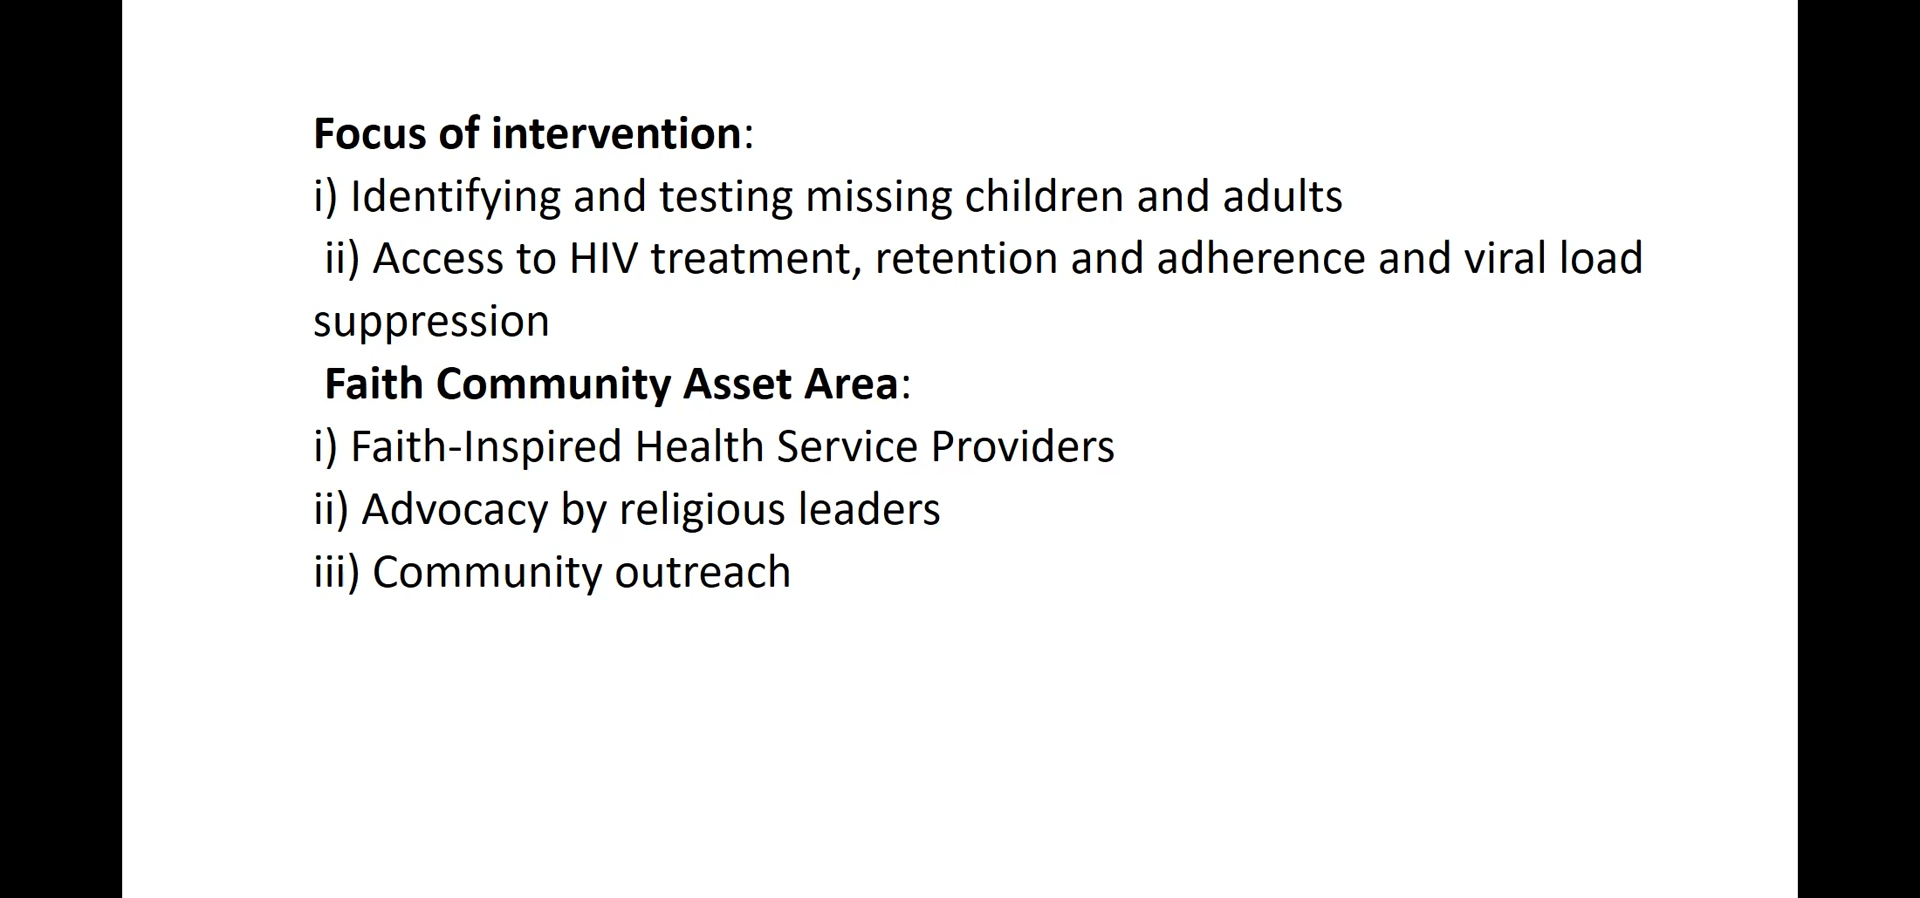 Focus of intervention:
i) Identifying and testing missing children and adults
ii) Access to HIV treatment, retention and adherence and viral load
suppression
Faith Community Asset Area:
i) Faith-Inspired Health Service Providers
ii) Advocacy by religious leaders
iii) Community outreach